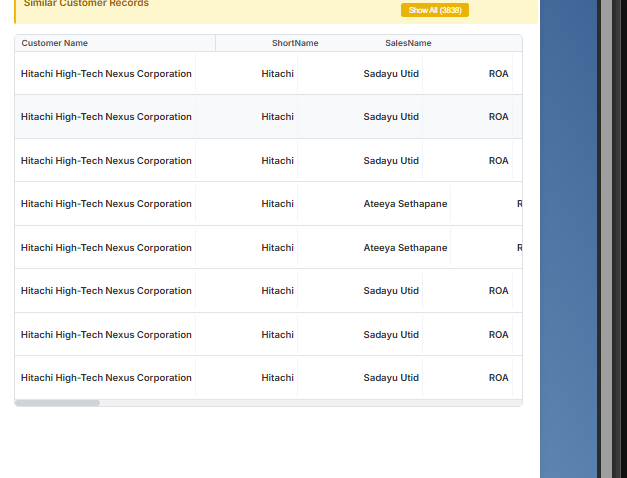 Similar Customer Records
Show All (3838)
Customer Name ShortName SalesName
Hitachi High-Tech Nexus Corporation Hitachi Sadayu Utid ROA
Hitachi High-Tech Nexus Corporation Hitachi Sadayu Utid ROA
Hitachi High-Tech Nexus Corporation Hitachi Sadayu Utid ROA
Hitachi High-Tech Nexus Corporation Hitachi Ateeya Sethapane R
Hitachi High-Tech Nexus Corporation Hitachi Ateeya Sethapane R
Hitachi High-Tech Nexus Corporation Hitachi Sadayu Utid ROA
Hitachi High-Tech Nexus Corporation Hitachi Sadayu Utid ROA
Hitachi High-Tech Nexus Corporation Hitachi Sadayu Utid ROA